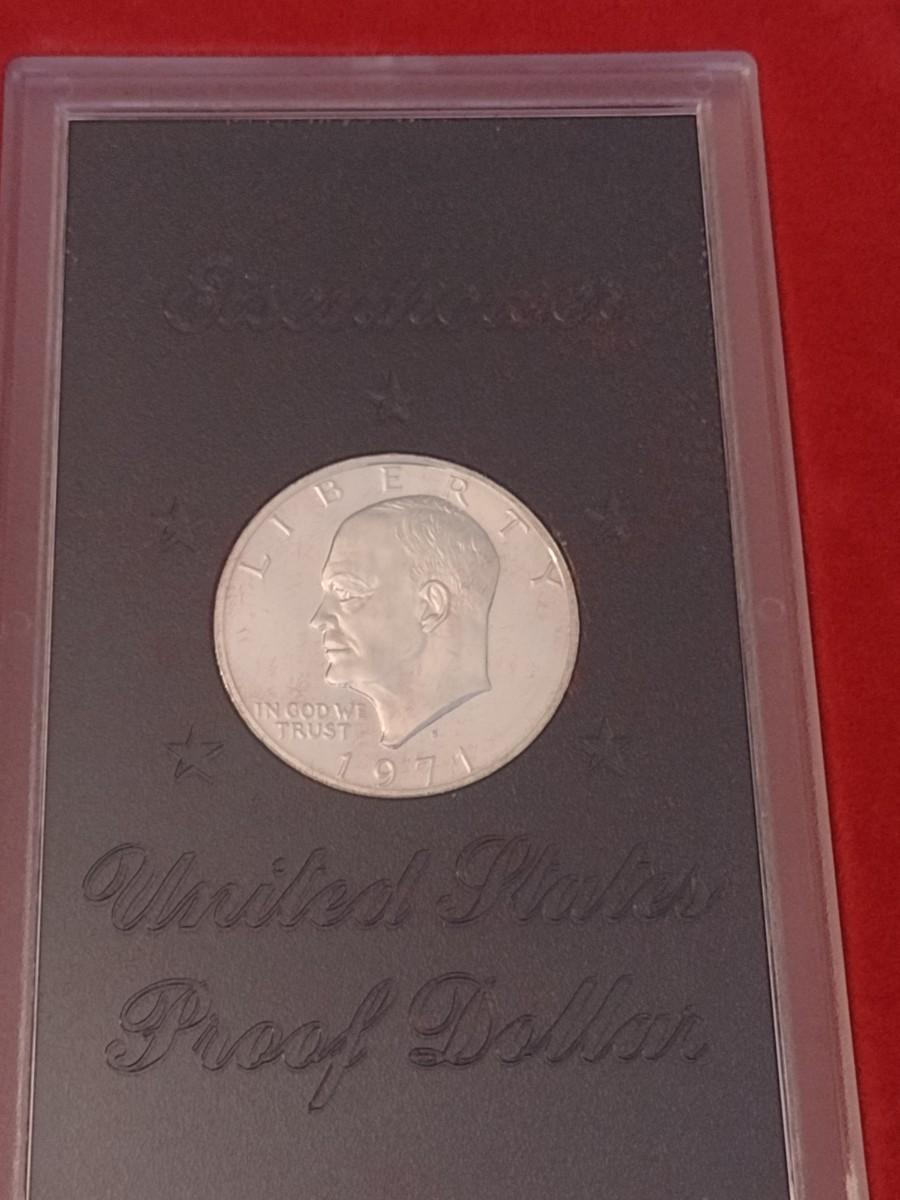 Eisenhower
LIBERTY
IN GOD WE
TRUST
S
1971
United States
Proof Dollar